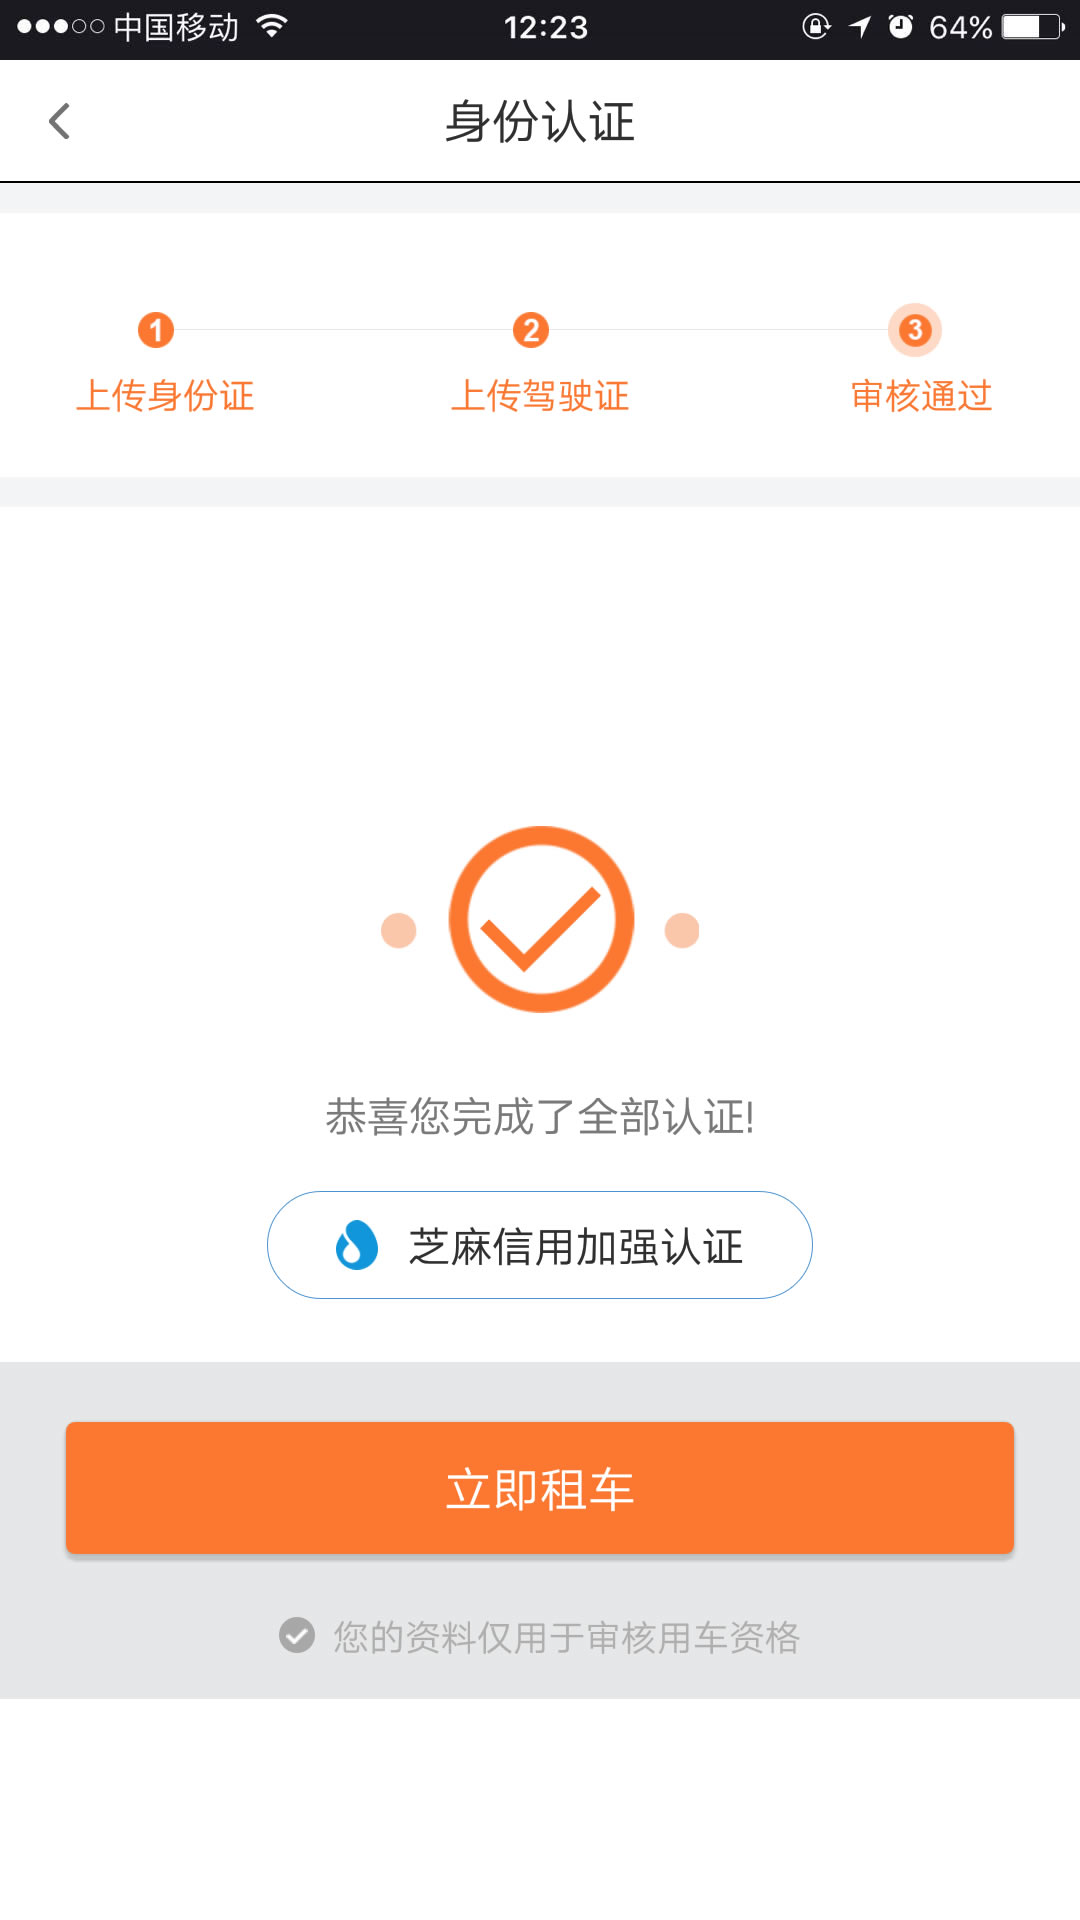 中国移动 12:23 64%
身份认证
1 2 3
上传身份证 上传驾驶证 审核通过
恭喜您完成了全部认证!
芝麻信用加强认证
立即租车
您的资料仅用于审核用车资格